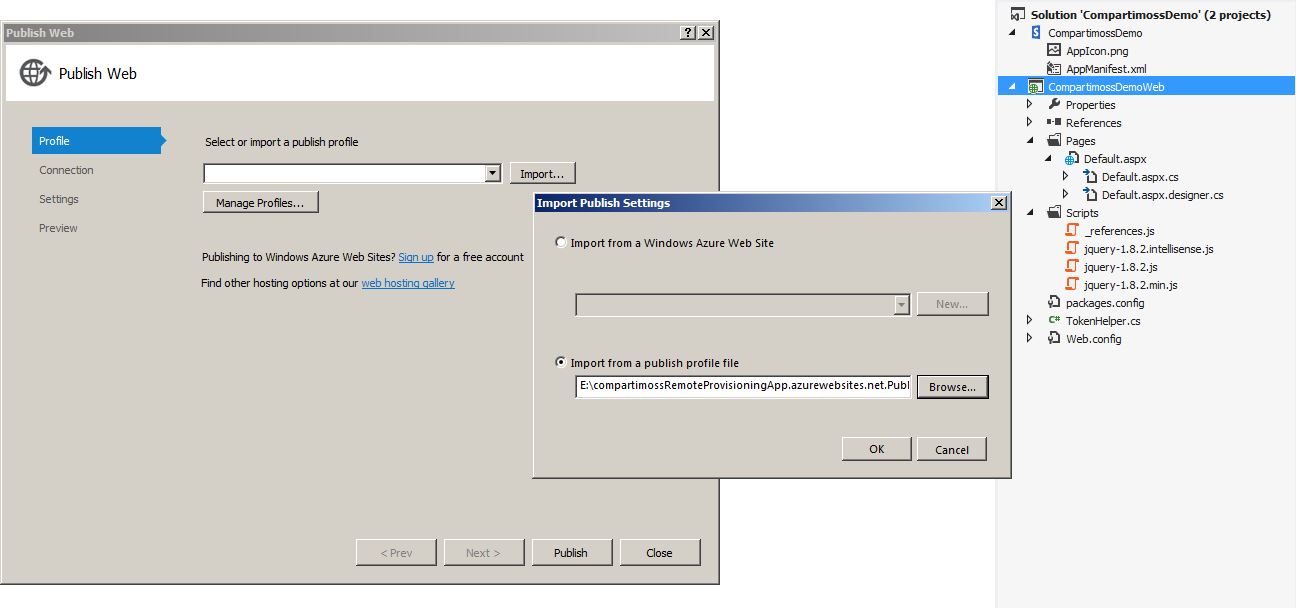 Publish Web
Publish Web
Profile
Connection
Settings
Preview
Select or import a publish profile
Import...
Manage Profiles...
Publishing to Windows Azure Web Sites? Sign up for a free account
Find other hosting options at our web hosting gallery
< Prev
Next >
Publish
Close
Import Publish Settings
Import from a Windows Azure Web Site
New...
Import from a publish profile file
E:\compartimossRemoteProvisioningApp.azurewebsites.net.Publ
Browse...
OK
Cancel
Solution 'CompartimossDemo' (2 projects)
CompartimossDemo
AppIcon.png
AppManifest.xml
CompartimossDemoWeb
Properties
References
Pages
Default.aspx
Default.aspx.cs
Default.aspx.designer.cs
Scripts
_references.js
jquery-1.8.2.intellisense.js
jquery-1.8.2.js
jquery-1.8.2.min.js
packages.config
C# TokenHelper.cs
Web.config